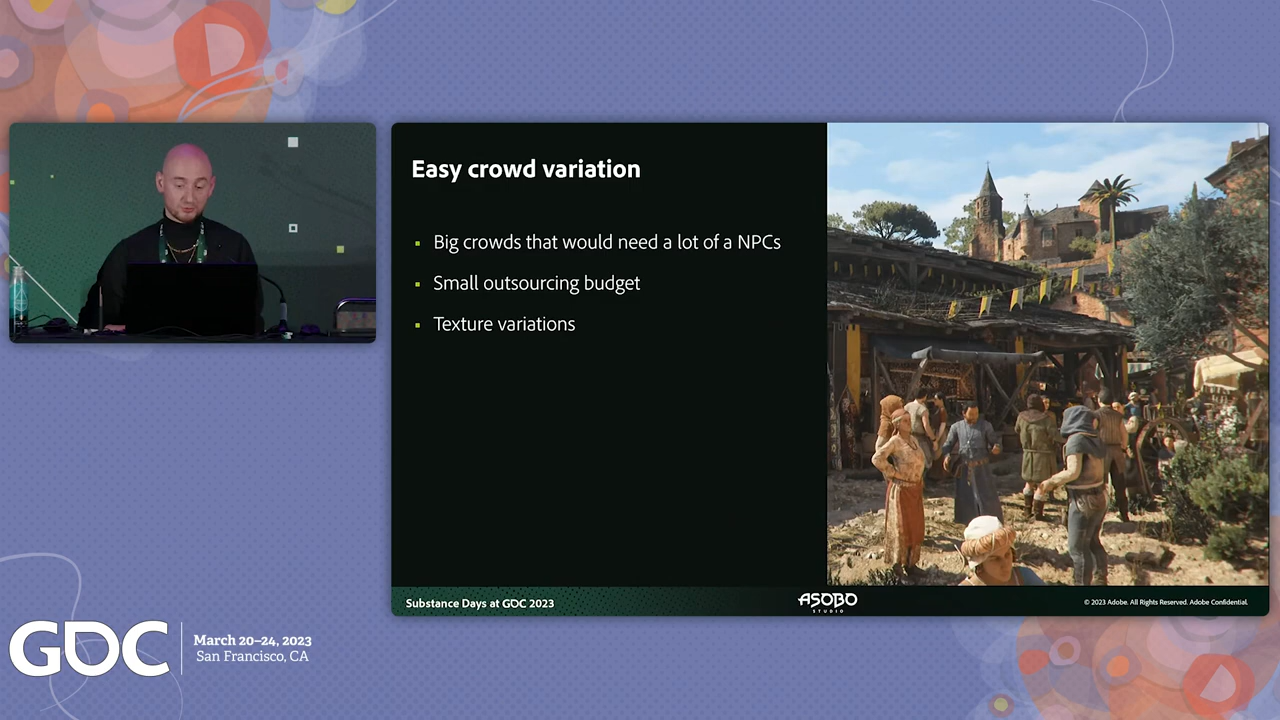 Easy crowd variation
Big crowds that would need a lot of a NPCs
Small outsourcing budget
Texture variations
Substance Days at GDC 2023
ASOBO
STUDIO
© 2023 Adobe. All Rights Reserved. Adobe Confidential.
GDC
March 20–24, 2023
San Francisco, CA